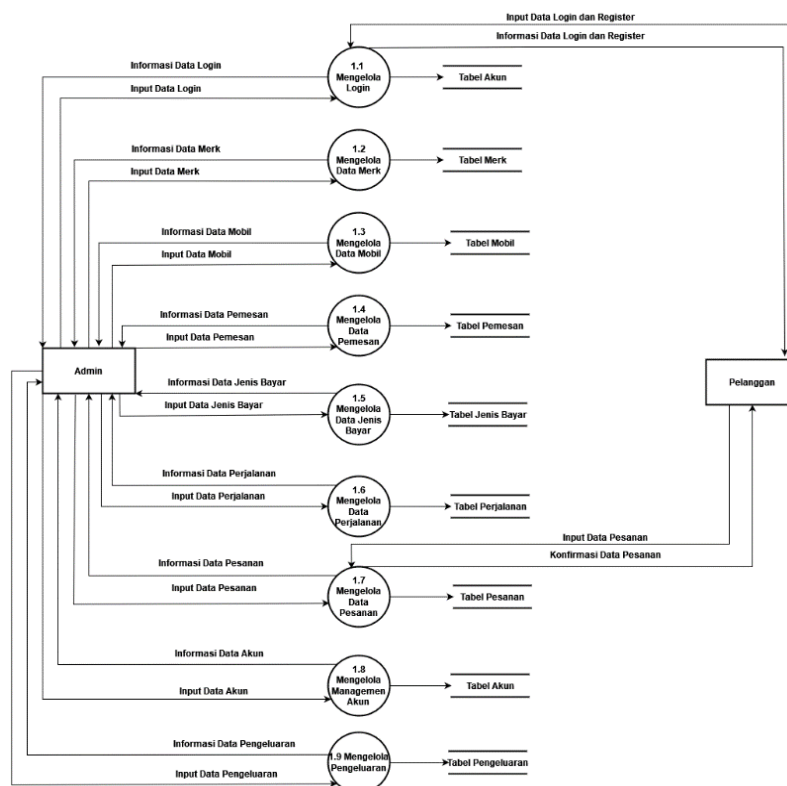 Input Data Login dan Register
Informasi Data Login dan Register
Informasi Data Login
Input Data Login
1.1
Mengelola
Login
Tabel Akun
Informasi Data Merk
Input Data Merk
1.2
Mengelola
Data Merk
Tabel Merk
Informasi Data Mobil
Input Data Mobil
1.3
Mengelola
Data Mobil
Tabel Mobil
Informasi Data Pemesan
Input Data Pemesan
1.4
Mengelola
Data
Pemesan
Tabel Pemesan
Admin
Pelanggan
Informasi Data Jenis Bayar
Input Data Jenis Bayar
1.5
Mengelola
Data Jenis
Bayar
Tabel Jenis Bayar
Informasi Data Perjalanan
Input Data Perjalanan
1.6
Mengelola
Data
Perjalanan
Tabel Perjalanan
Input Data Pesanan
Konfirmasi Data Pesanan
Informasi Data Pesanan
Input Data Pesanan
1.7
Mengelola
Data
Pesanan
Tabel Pesanan
Informasi Data Akun
Input Data Akun
1.8
Mengelola
Managemen
Akun
Tabel Akun
Informasi Data Pengeluaran
Input Data Pengeluaran
1.9 Mengelola
Pengeluaran
Tabel Pengeluaran